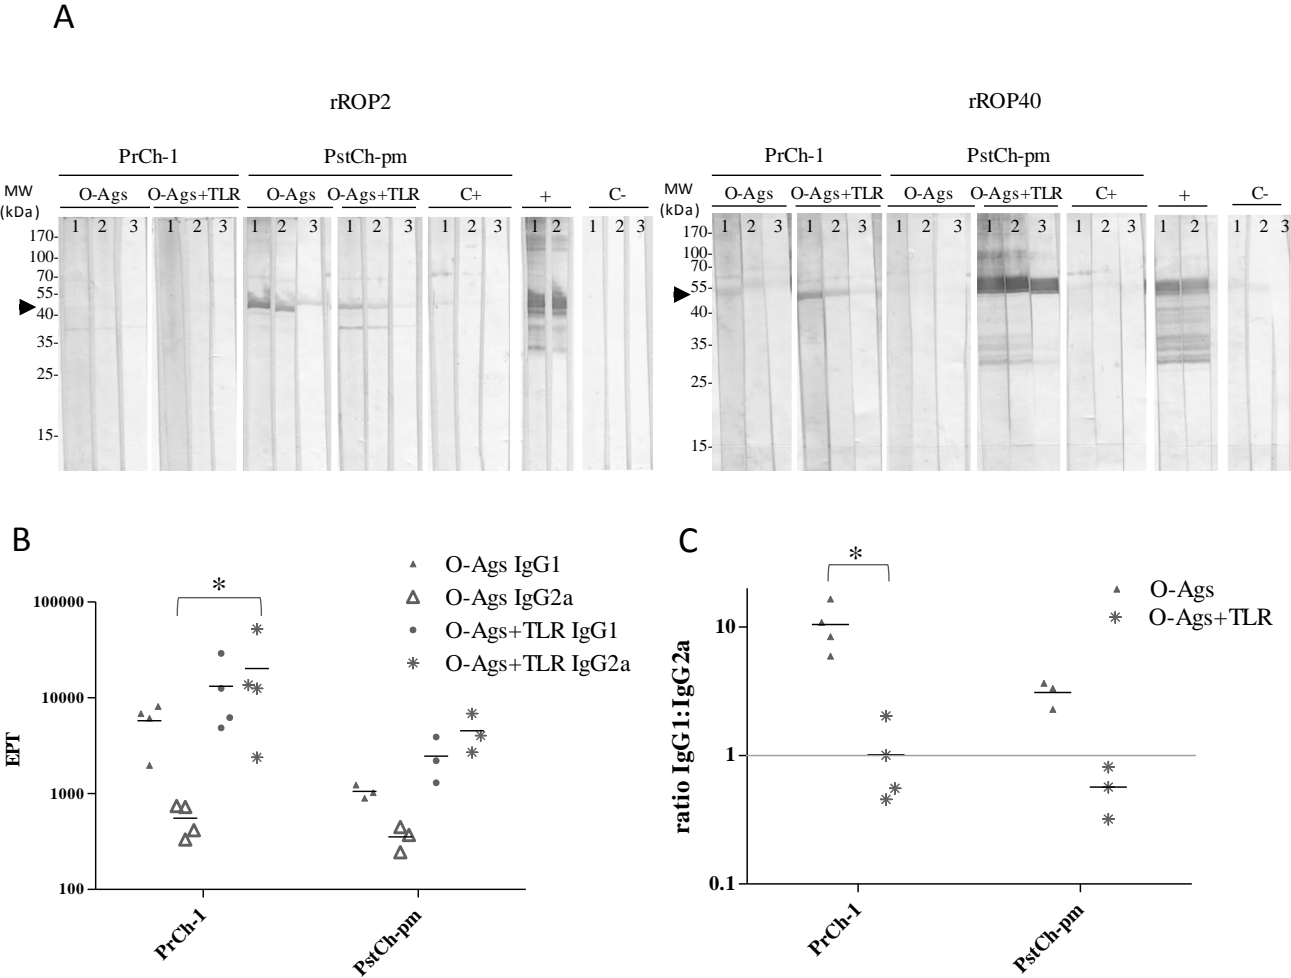 A
rROP2
rROP40
PrCh-1 PstCh-pm
PrCh-1 PstCh-pm
MW (kDa) O-Ags O-Ags+TLR O-Ags O-Ags+TLR C+ + C-
MW (kDa) O-Ags O-Ags+TLR O-Ags O-Ags+TLR C+ + C-
1 2 3 1 2 3 1 2 3 1 2 3 1 2 3 1 2 1 2 3
1 2 3 1 2 3 1 2 3 1 2 3 1 2 3 1 2 1 2 3
170-
100-
70-
55-
40-
35-
25-
15-
170-
100-
70-
55-
40-
35-
25-
15-
B
O-Ags IgG1
O-Ags IgG2a
O-Ags+TLR IgG1
O-Ags+TLR IgG2a
*
100000
10000
1000
100
EPT
PrCh-1
PstCh-pm
C
O-Ags
O-Ags+TLR
*
10
1
0.1
ratio IgG1:IgG2a
PrCh-1
PstCh-pm